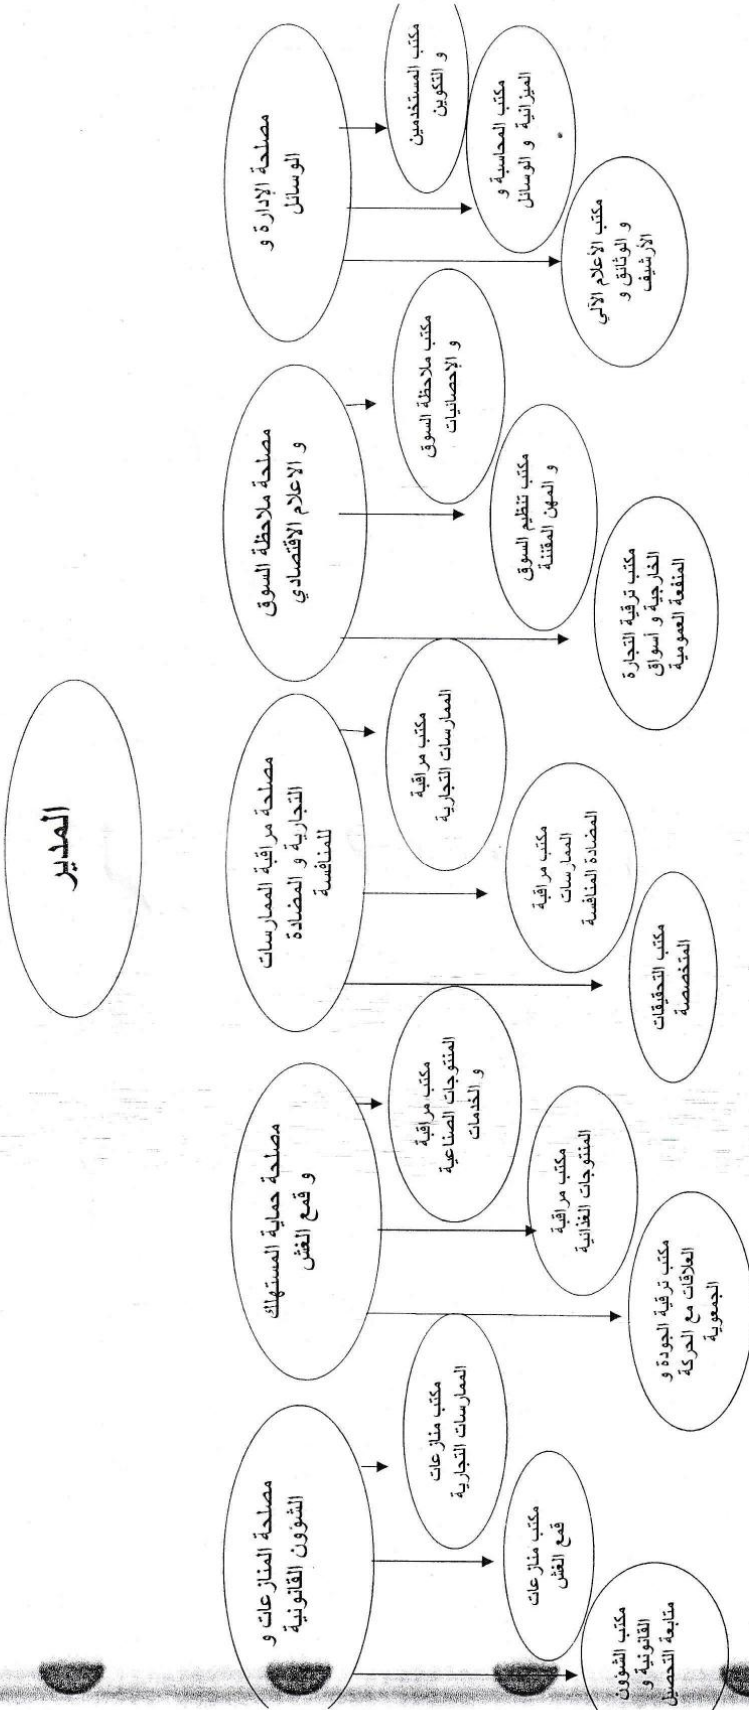 المدير
مصلحة الإدارة و
الوسائل
مكتب المستخدمين
و التكوين
مكتب المحاسبة و
الميزانية و الوسائل
مكتب الأعلام الآلي
و الوثائق و
الأرشيف
مصلحة ملاحظة السوق
و الاعلام الاقتصادي
مكتب ملاحظة السوق
و الإحصائيات
مكتب تنظيم السوق
و المهن المقننة
مكتب ترقية التجارة
الخارجية و أسواق
المنفعة العمومية
مصلحة مراقبة الممارسات
التجارية و المضادة
للمنافسة
مكتب مراقبة
الممارسات التجارية
مكتب مراقبة
الممارسات
المضادة المنافسة
مكتب التحقيقات
المتخصصة
مصلحة حماية المستهلك
و قمع الغش
مكتب مراقبة
المنتوجات الصناعية
و الخدمات
مكتب مراقبة
المنتوجات الغذائية
مكتب ترقية الجودة و
العلاقات مع الحركة
الجمعوية
مصلحة المنازعات و
الشؤون القانونية
مكتب منازعات
الممارسات التجارية
مكتب منازعات
قمع الغش
مكتب الشؤون
القانونية و
متابعة التحصيل